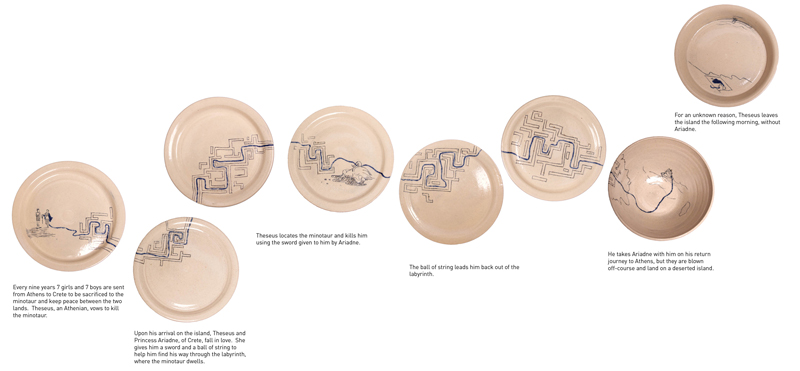 Every nine years 7 girls and 7 boys are sent
from Athens to Crete to be sacrificed to the
minotaur and keep peace between the two
lands. Theseus, an Athenian, vows to kill
the minotaur.
Upon his arrival on the island, Theseus and
Princess Ariadne, of Crete, fall in love. She
gives him a sword and a ball of string to
help him find his way through the labyrinth,
where the minotaur dwells.
Theseus locates the minotaur and kills him
using the sword given to him by Ariadne.
The ball of string leads him back out of the
labyrinth.
He takes Ariadne with him on his return
journey to Athens, but they are blown
off-course and land on a deserted island.
For an unknown reason, Theseus leaves
the island the following morning, without
Ariadne.